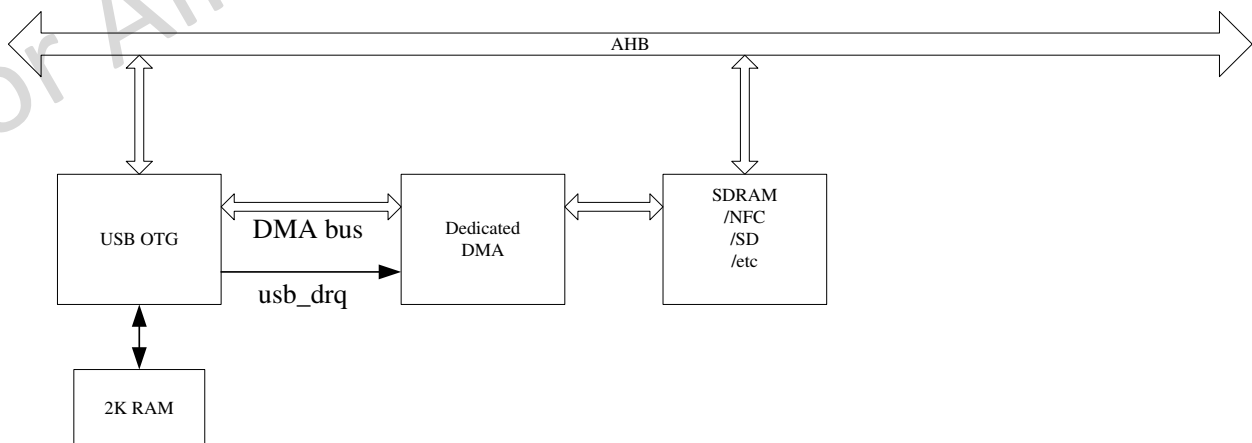 AHB
USB OTG
DMA bus
usb_drq
Dedicated
DMA
SDRAM
/NFC
/SD
/etc
2K RAM